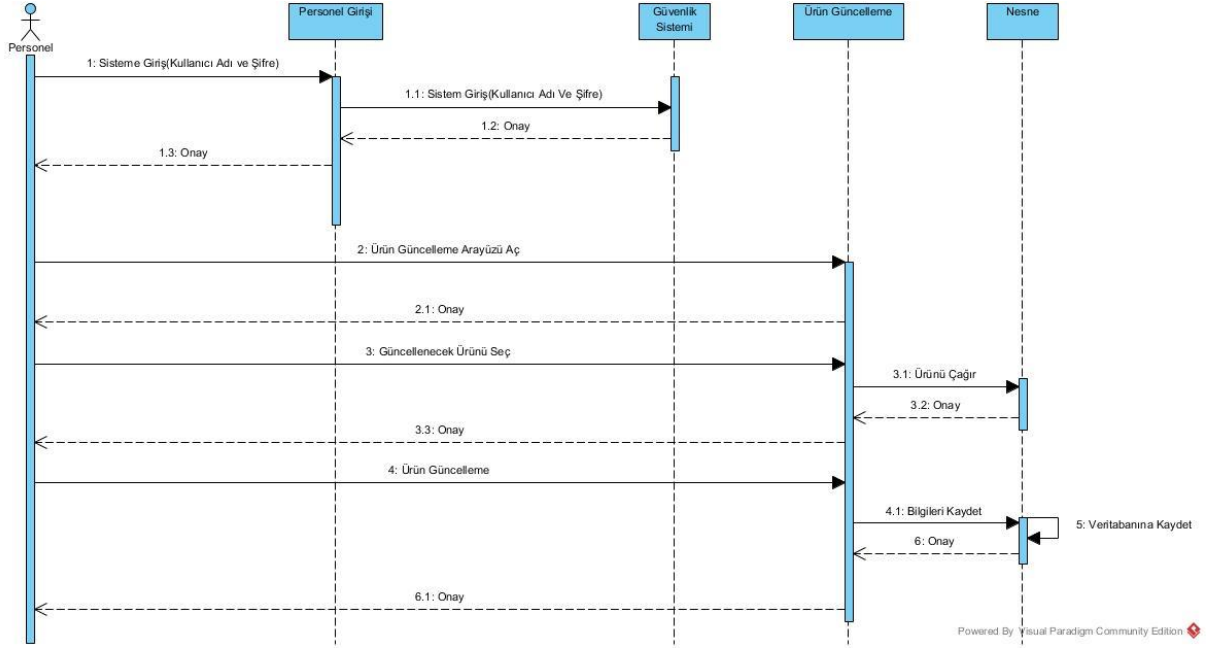 Personel Girişi
Güvenlik
Sistemi
Ürün Güncelleme
Nesne
Personel
1: Sisteme Giriş(Kullanıcı Adı ve Şifre)
1.1: Sistem Giriş(Kullanıcı Adı Ve Şifre)
1.2: Onay
1.3: Onay
2: Ürün Güncelleme Arayüzü Aç
2.1: Onay
3: Güncellenecek Ürünü Seç
3.1: Ürünü Çağır
3.2: Onay
3.3: Onay
4: Ürün Güncelleme
4.1: Bilgileri Kaydet
5: Veritabanına Kaydet
6: Onay
6.1: Onay
Powered By Visual Paradigm Community Edition